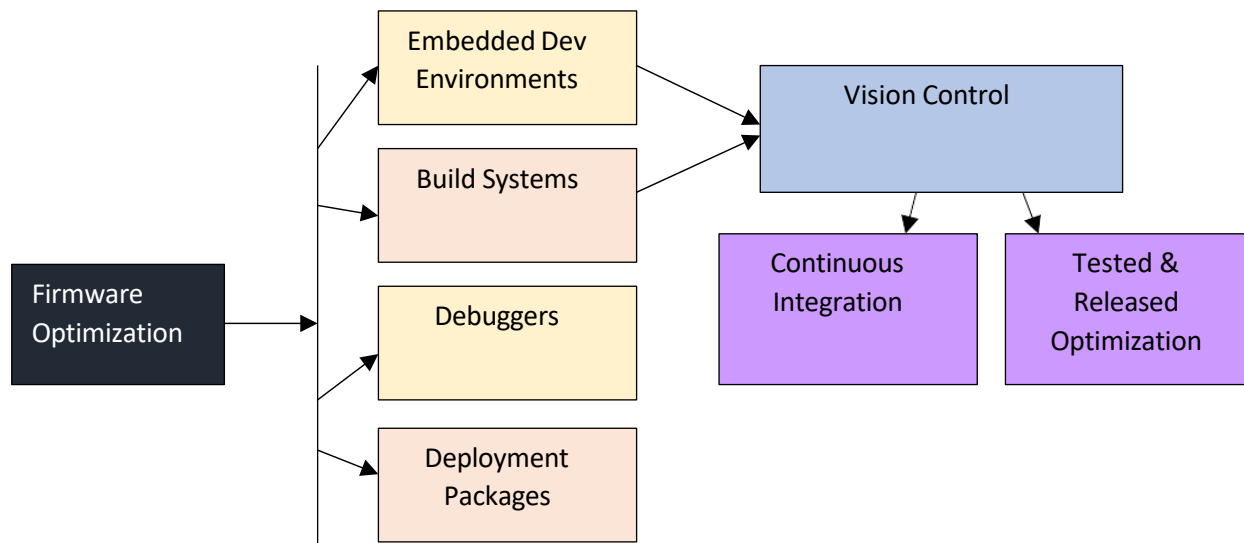 Firmware
Optimization
Embedded Dev
Environments
Build Systems
Debuggers
Deployment
Packages
Vision Control
Continuous
Integration
Tested &
Released
Optimization